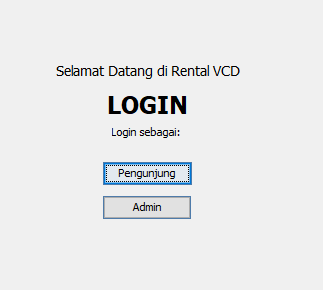 Selamat Datang di Rental VCD
LOGIN
Login sebagai:
Pengunjung
Admin